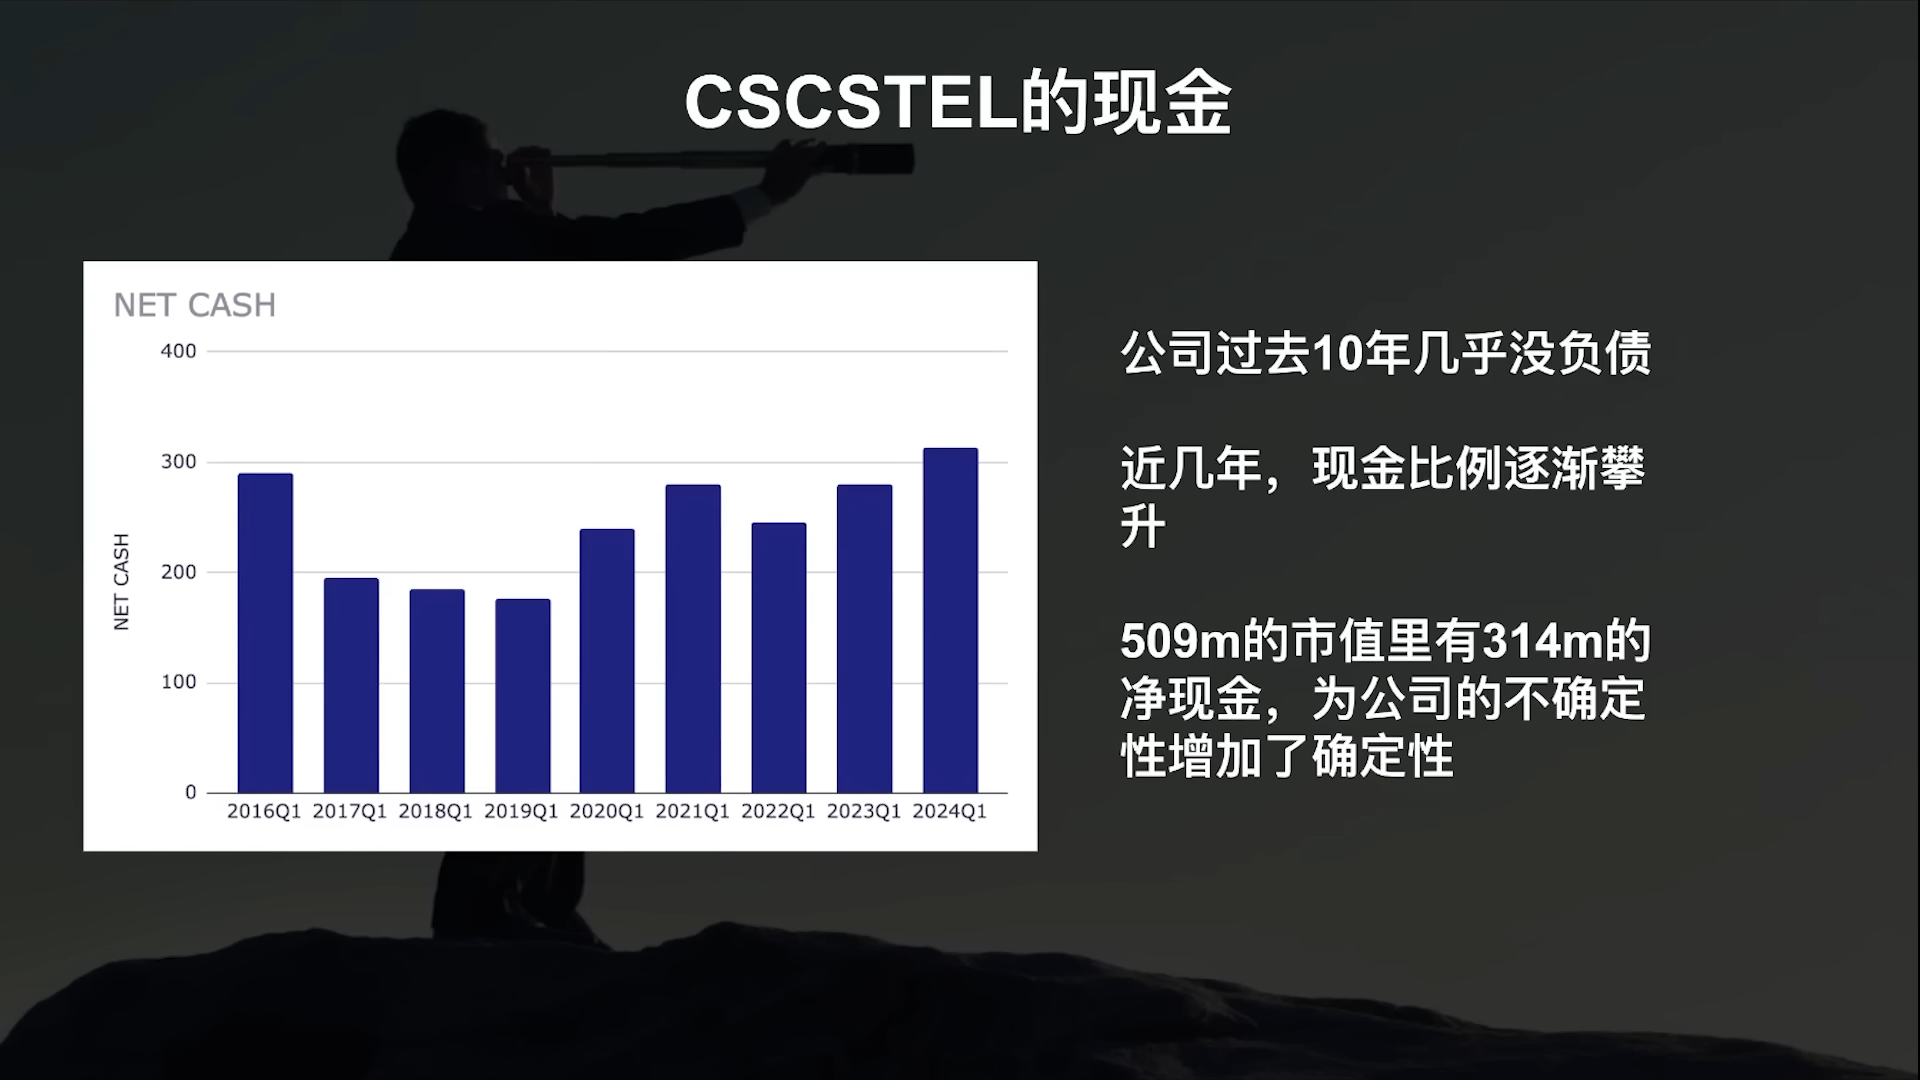 CSCSTEL的现金
NET CASH
400
300
200
100
0
NET CASH
2016Q1 2017Q1 2018Q1 2019Q1 2020Q1 2021Q1 2022Q1 2023Q1 2024Q1
公司过去10年几乎没负债
近几年，现金比例逐渐攀
升
509m的市值里有314m的
净现金，为公司的不确定
性增加了确定性